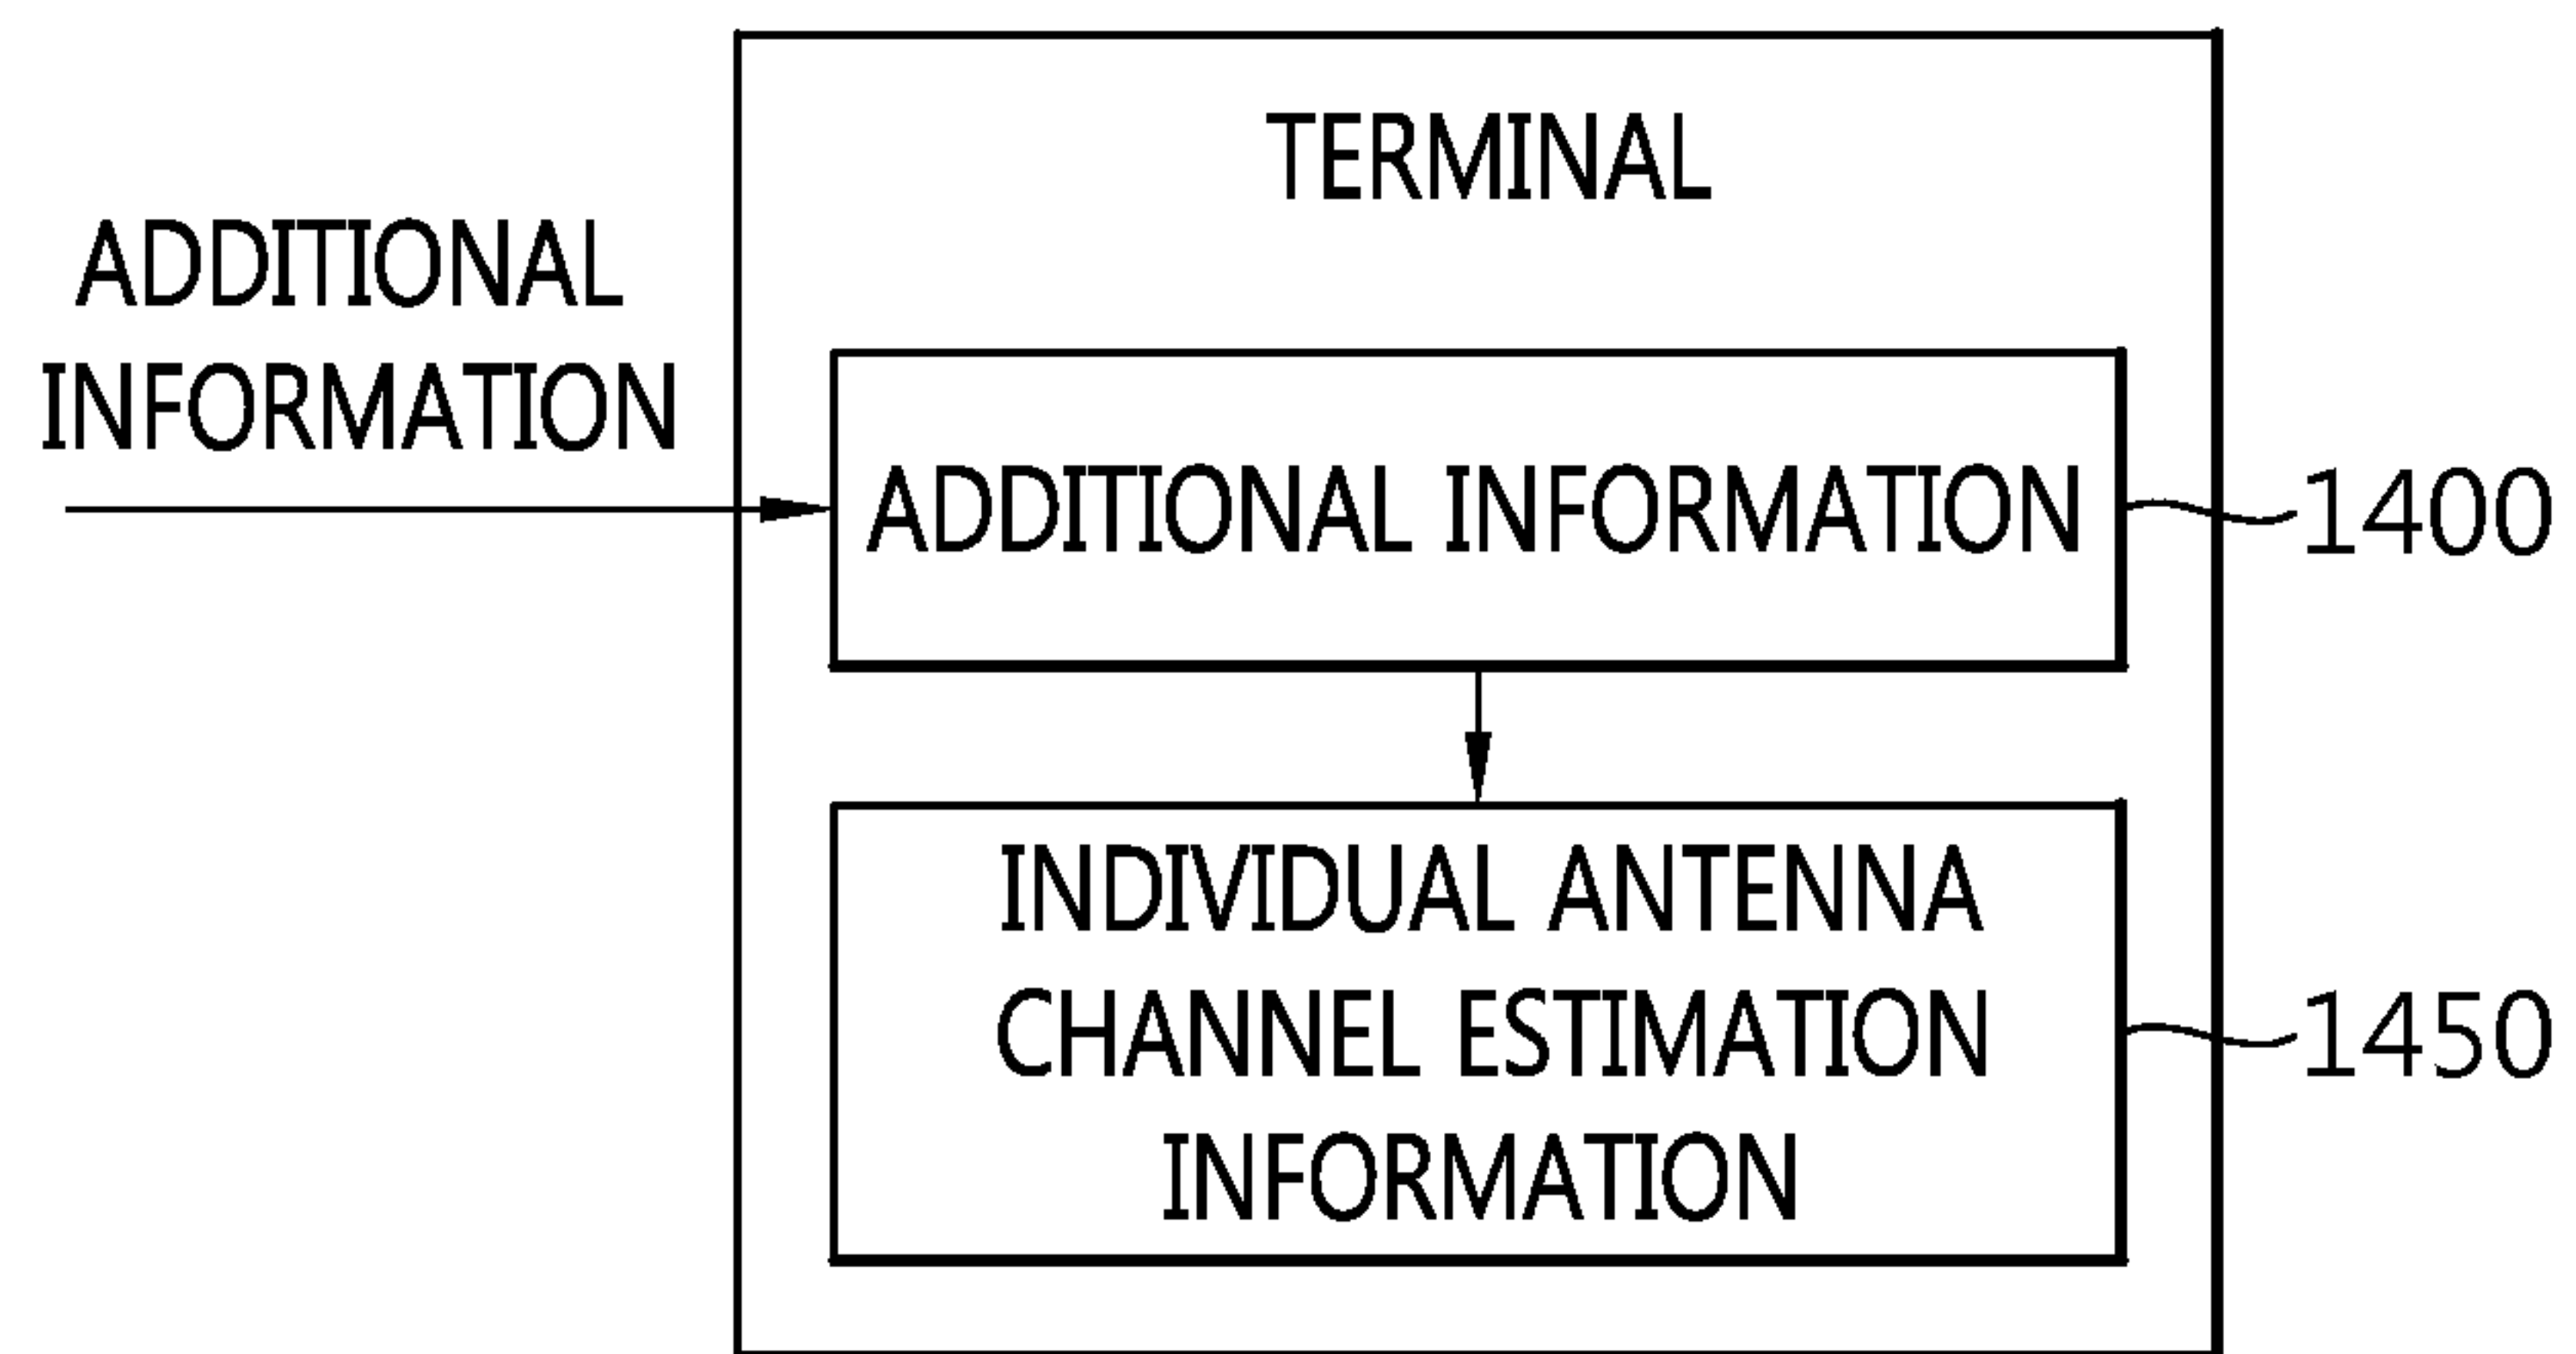 TERMINAL
ADDITIONAL
INFORMATION
ADDITIONAL INFORMATION
1400
INDIVIDUAL ANTENNA
CHANNEL ESTIMATION
INFORMATION
1450